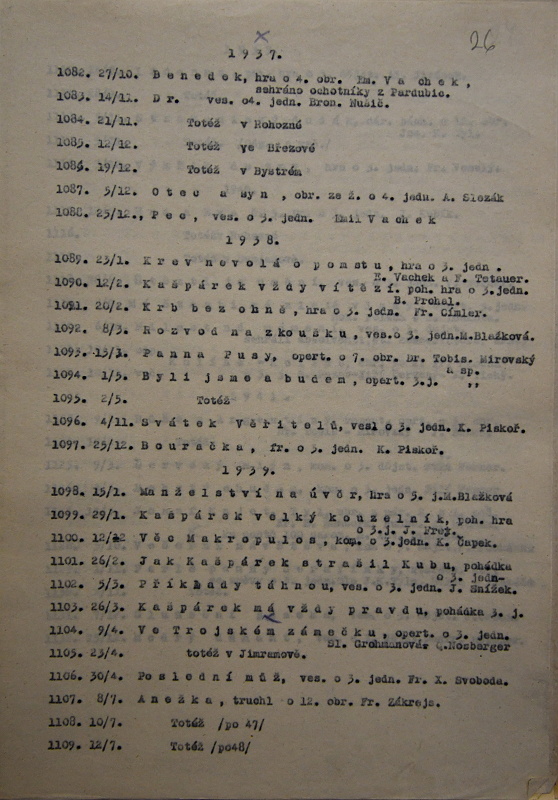 26
1937.
1082. 27/10. Benedek, hra o 4. obr. Em. Vachek,
sehráno ochotníky z Pardubic.
1083. 14/11. Dr. ves. o4. jedn. Bron. Nušič.
1084. 21/11. Totéž v Rohozné
1085. 12/12. Totéž ve Březové
1086. 19/12. Totéž v Bystrém
1087. 5/12. Otec a syn, obr. ze ž. o 4. jedn. A. Slezák
1088. 25/12., Pec, ves. o 3. jedn. Emil Vachek
1938.
1089. 23/1. Krev nevolá o pomstu, hra o 3. jedn.
E. Vachek a F. Tetauer.
1090. 12/2. Kašpárek vždy vítězí. poh. hra o 3.jedn.
B. Prohal.
1091. 20/2. Krb bez ohně, hra o 3. jedn. Fr. Címler.
1092. 8/3. Rozvod na zkoušku, ves.o 3. jedn.M.Blažková.
1093. 13/1. Panna Pusy, opert. o 7. obr. Dr. Tobis. Mírovský
a sp.
1094. 1/5. Byli jsme a budem, opert. 3.j. ,,
1095. 2/5. Totéž
1096. 4/11. Svátek Věřitelů, vesl o 3. jedn. K. Piskoř.
1097. 25/12. Bouračka, fr. o 3. jedn. K. Piskoř.
1939.
1098. 15/1. Manželství na úvěr, hra o 5. j.M.Blažková
1099. 29/1. Kašpárek velký kouzelník, poh. hra
o 3.j. J. Frey.
1100. 12/2 Věc Makropulos, kom. o 3.jedn. K. Čapek.
1101. 26/2. Jak Kašpárek strašil Kubu, pohádka
o 3. jedn-
1102. 5/3. Příklady táhnou, ves. o 3. jedn. J. Snížek.
1103. 26/3. Kašpárek má vždy pravdu, pohádka 3. j.
1104. 9/4. Ve Trojském zámečku, opert. o 3. jedn.
Sl. Grohmanová. Q.Nosberger
1105. 23/4. totéž v Jimramově.
1106. 30/4. Poslední můž, ves. o 3. jedn. Fr. X. Svoboda.
1107. 8/7. Anežka, truchl o 12. obr. Fr. Zákrejs.
1108. 10/7. Totéž /po 47/
1109. 12/7. Totéž /po48/